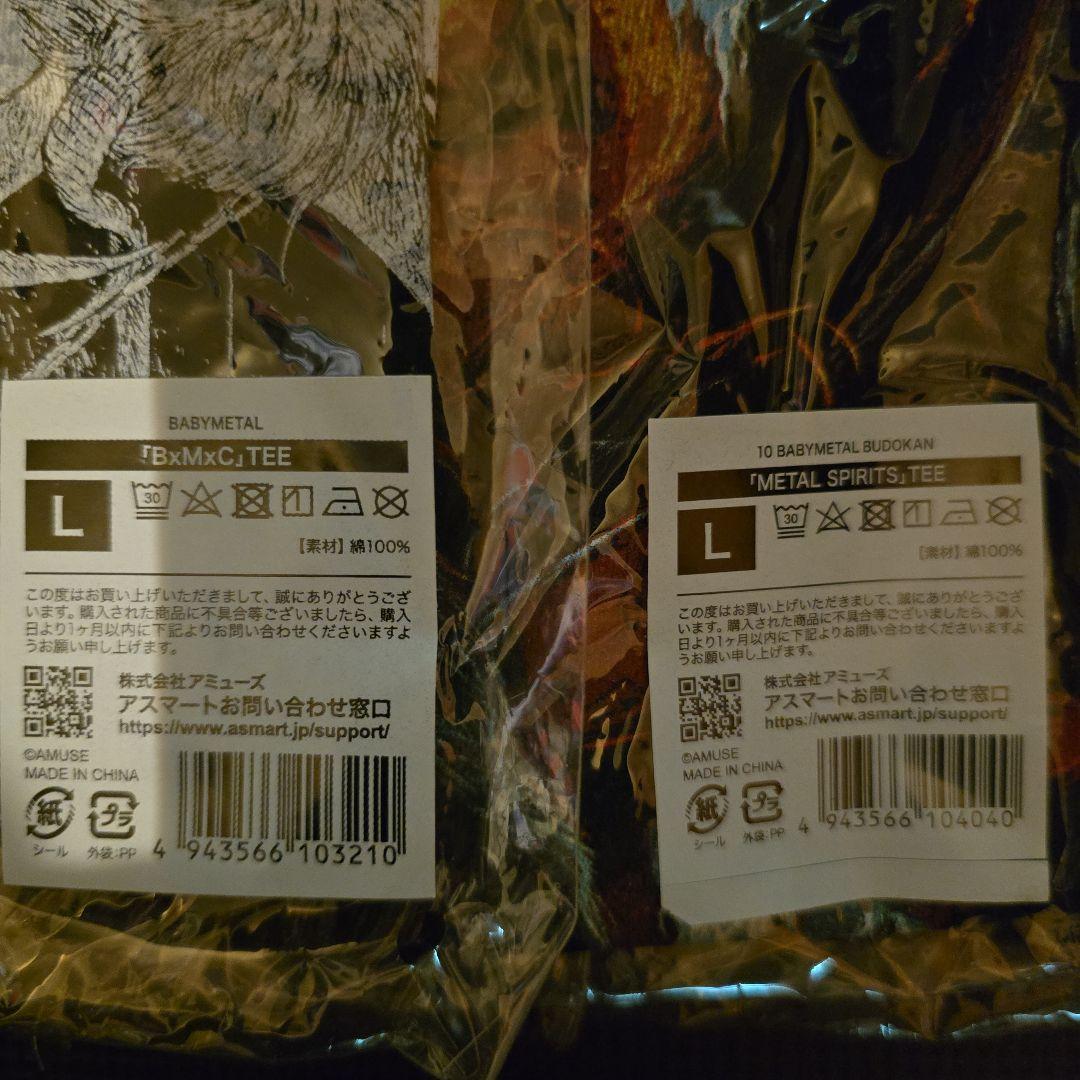 BABYMETAL
「BxMxC」TEE
L
30
【素材】綿100%
この度はお買い上げいただきまして、誠にありがとうござ
います。購入された商品に不具合等ございましたら、購入
日より1ヶ月以内に下記よりお問い合わせくださいますよ
うお願い申し上げます。
株式会社アミューズ
アスマートお問い合わせ窓口
https://www.asmart.jp/support/
©AMUSE
MADE IN CHINA
紙
シール
プラ
外袋:PP
4 943566 103210
10 BABYMETAL BUDOKAN
「METAL SPIRITS」TEE
L
30
【素材】綿100%
この度はお買い上げいただきまして、誠にありがとうござ
います。購入された商品に不具合等ございましたら、購入
日より1ヶ月以内に下記よりお問い合わせくださいますよ
うお願い申し上げます。
株式会社アミューズ
アスマートお問い合わせ窓口
https://www.asmart.jp/support/
©AMUSE
MADE IN CHINA
紙
シール
プラ
外袋:PP
4 943566 104040